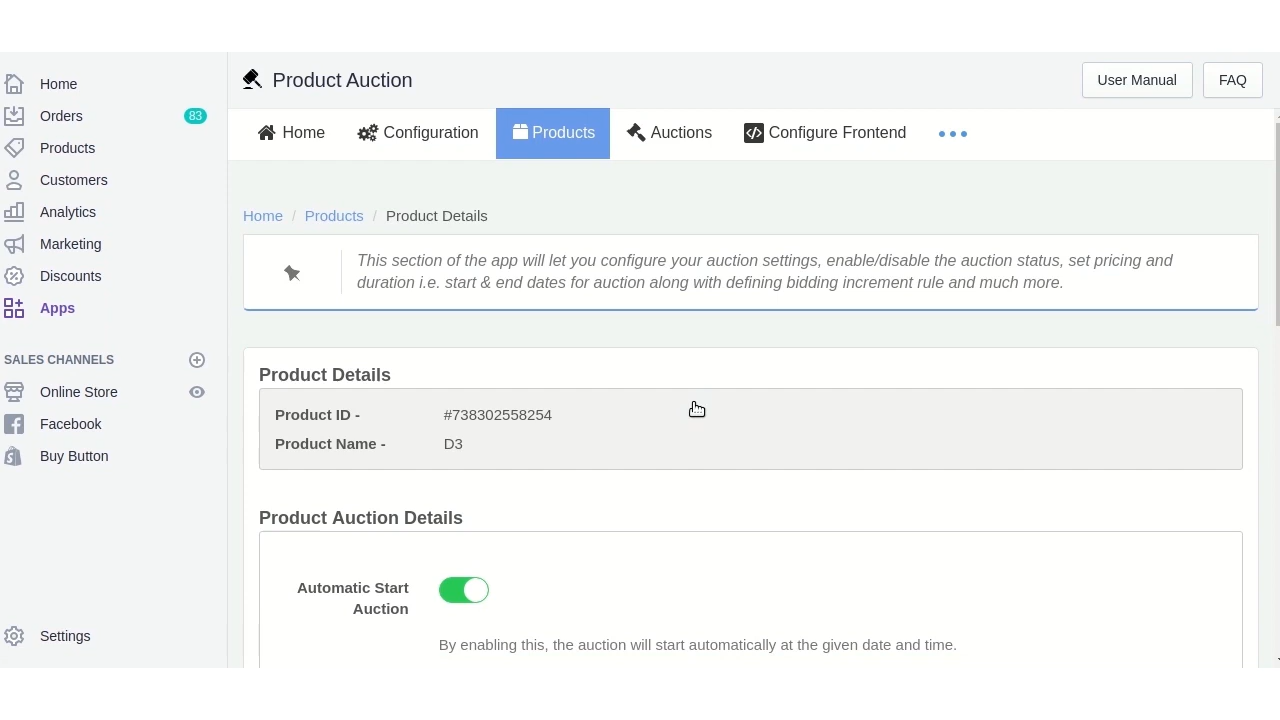 Product Auction
User Manual
FAQ
Home
Orders
83
Products
Customers
Analytics
Marketing
Discounts
Apps
SALES CHANNELS
Online Store
Facebook
Buy Button
Settings
Home
Configuration
Products
Auctions
Configure Frontend
Home / Products / Product Details
This section of the app will let you configure your auction settings, enable/disable the auction status, set pricing and
duration i.e. start & end dates for auction along with defining bidding increment rule and much more.
Product Details
Product ID - #738302558254
Product Name - D3
Product Auction Details
Automatic Start
Auction
By enabling this, the auction will start automatically at the given date and time.